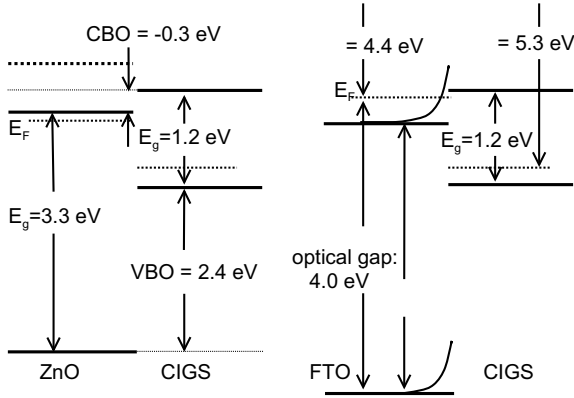 CBO = -0.3 eV
E_F
E_g=1.2 eV
E_g=3.3 eV
VBO = 2.4 eV
ZnO
CIGS
= 4.4 eV
= 5.3 eV
E_F
E_g=1.2 eV
optical gap:
4.0 eV
FTO
CIGS